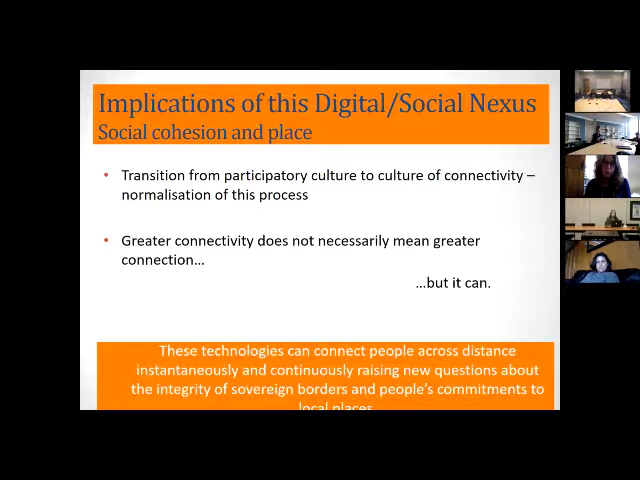 Implications of this Digital/Social Nexus
Social cohesion and place
• Transition from participatory culture to culture of connectivity –
normalisation of this process
• Greater connectivity does not necessarily mean greater
connection…
…but it can.
These technologies can connect people across distance
instantaneously and continuously raising new questions about
the integrity of sovereign borders and people's commitments to
local places